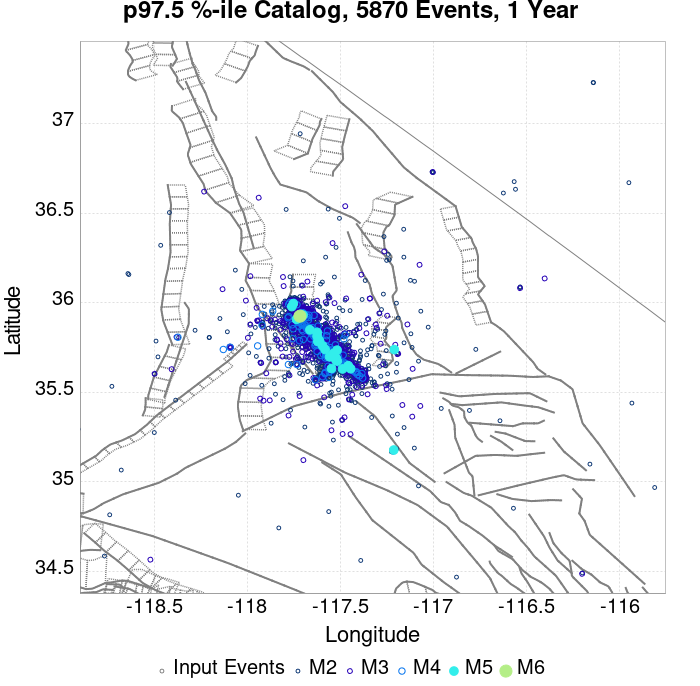 p97.5 %-ile Catalog, 5870 Events, 1 Year
37
36.5
36
35.5
35
34.5
Latitude
-118.5 -118 -117.5 -117 -116.5 -116
Longitude
Input Events M2 M3 M4 M5 M6